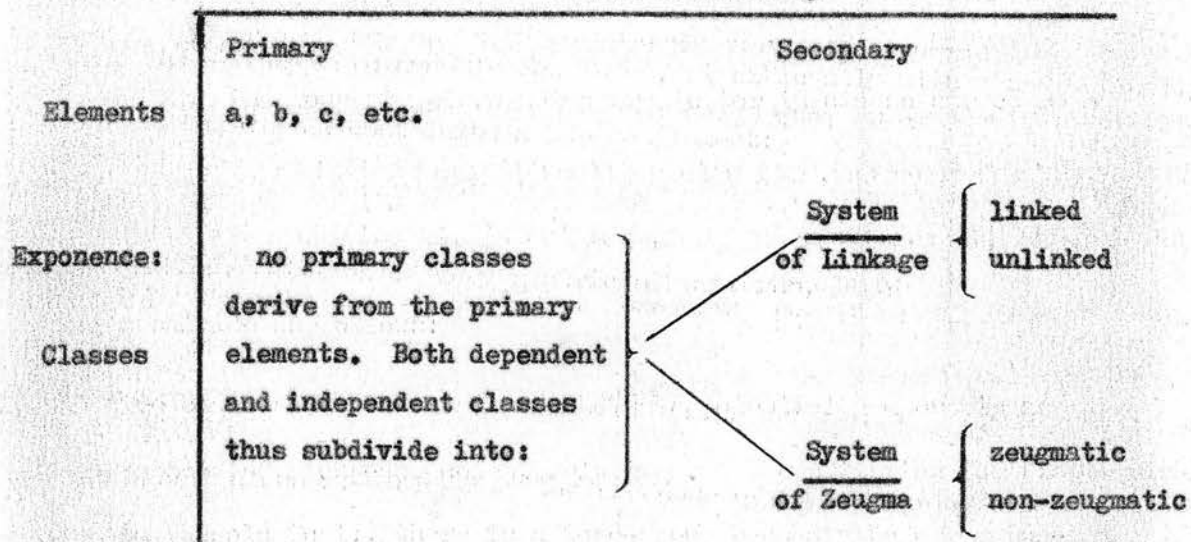 Primary Secondary
Elements a, b, c, etc.
System linked
Exponence: no primary classes of Linkage unlinked
derive from the primary
Classes elements. Both dependent
and independent classes
thus subdivide into: System zeugmatic
of Zeugma non-zeugmatic